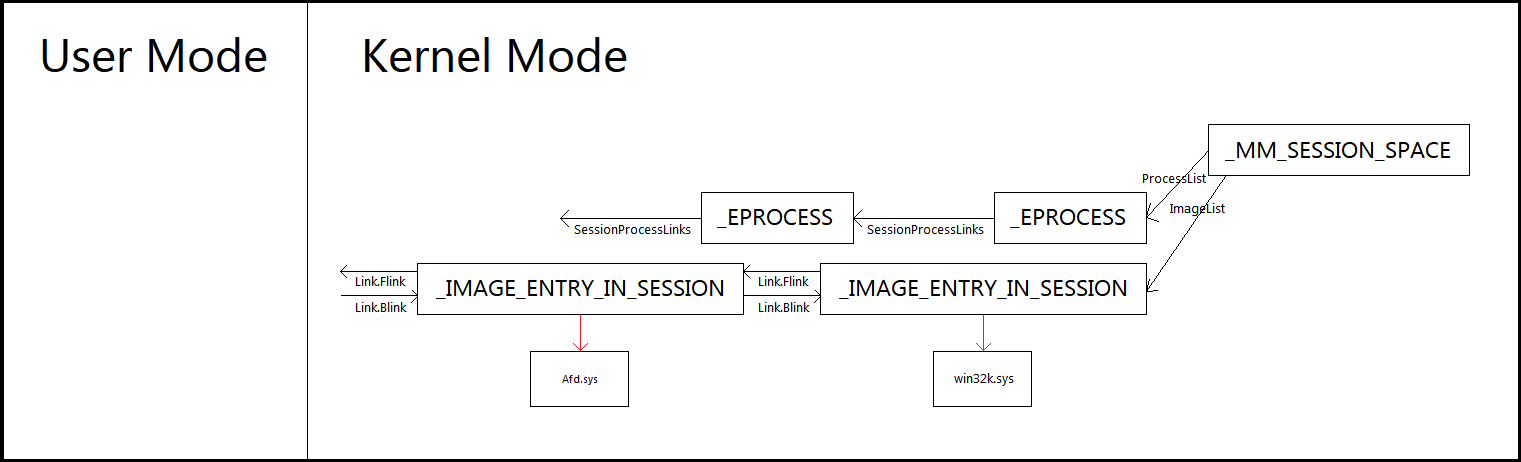 User Mode
Kernel Mode
_MM_SESSION_SPACE
ProcessList
ImageList
_EPROCESS
_EPROCESS
SessionProcessLinks
SessionProcessLinks
Link.Flink
Link.Blink
_IMAGE_ENTRY_IN_SESSION
Link.Flink
Link.Blink
_IMAGE_ENTRY_IN_SESSION
Afd.sys
win32k.sys